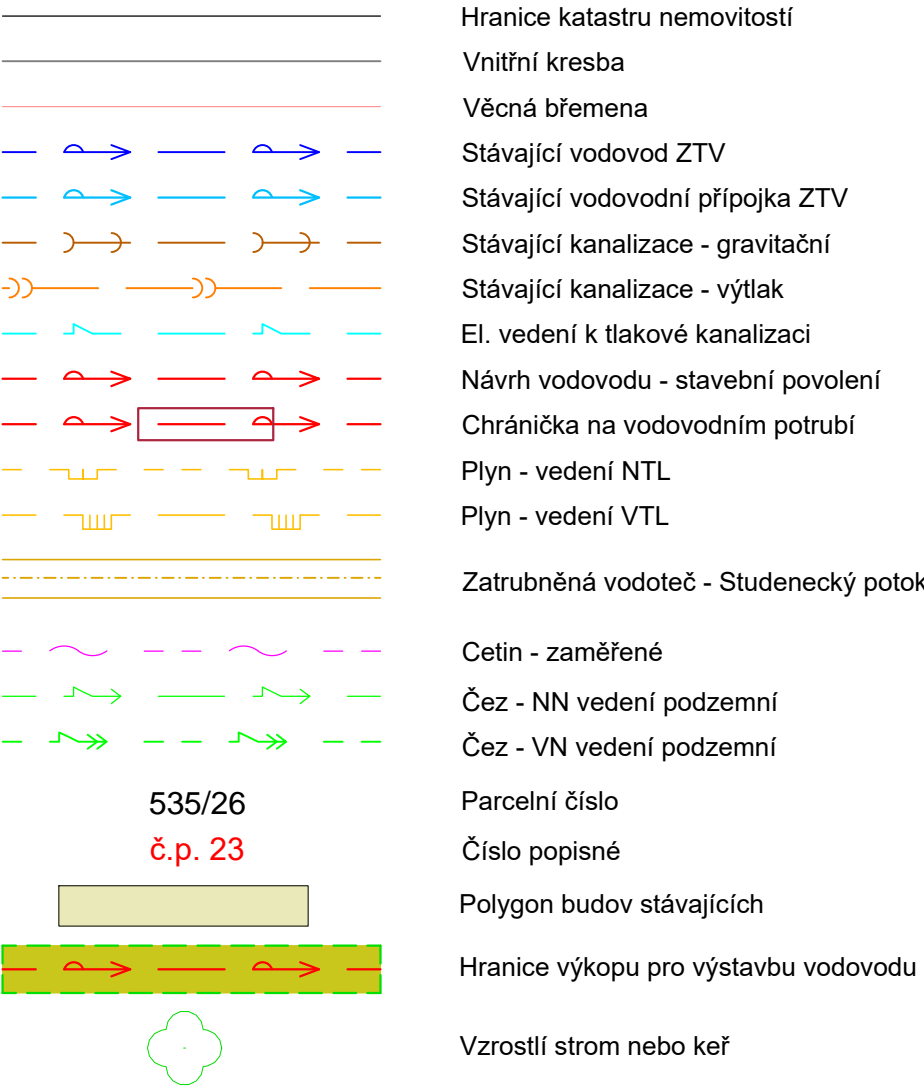 Hranice katastru nemovitostí
Vnitřní kresba
Věcná břemena
Stávající vodovod ZTV
Stávající vodovodní přípojka ZTV
Stávající kanalizace - gravitační
Stávající kanalizace - výtlak
El. vedení k tlakové kanalizaci
Návrh vodovodu - stavební povolení
Chránička na vodovodním potrubí
Plyn - vedení NTL
Plyn - vedení VTL
Zatrubněná vodoteč - Studenecký potok
Cetin - zaměřené
Čez - NN vedení podzemní
Čez - VN vedení podzemní
535/26 Parcelní číslo
č.p. 23 Číslo popisné
Polygon budov stávajících
Hranice výkopu pro výstavbu vodovodu
Vzrostlí strom nebo keř